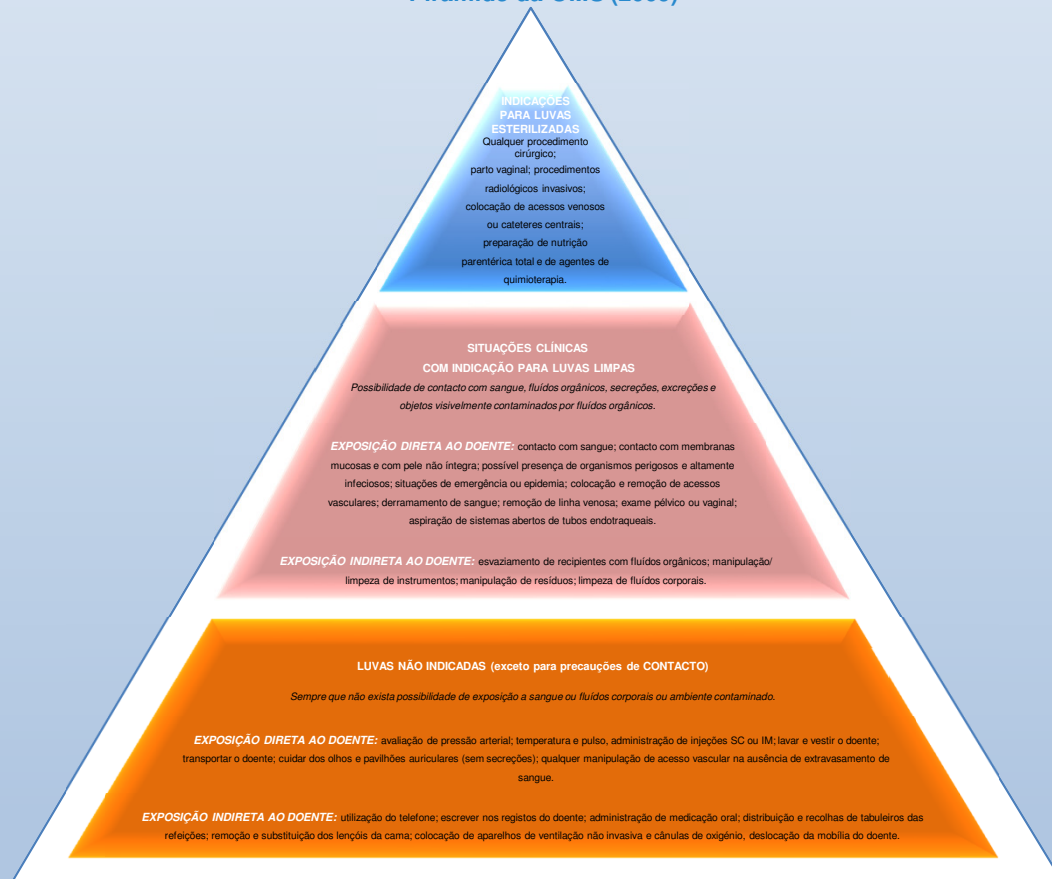 Pirâmide da OMS (2009)
INDICAÇÕES
PARA LUVAS
ESTERILIZADAS
Qualquer procedimento
cirúrgico;
parto vaginal; procedimentos
radiológicos invasivos;
colocação de acessos venosos
ou cateteres centrais;
preparação de nutrição
parentérica total e de agentes de
quimioterapia.
SITUAÇÕES CLÍNICAS
COM INDICAÇÃO PARA LUVAS LIMPAS
Possibilidade de contacto com sangue, fluídos orgânicos, secreções, excreções e
objetos visivelmente contaminados por fluídos orgânicos.
EXPOSIÇÃO DIRETA AO DOENTE: contacto com sangue; contacto com membranas
mucosas e com pele não íntegra; possível presença de organismos perigosos e altamente
infeciosos; situações de emergência ou epidemia; colocação e remoção de acessos
vasculares; derramamento de sangue; remoção de linha venosa; exame pélvico ou vaginal;
aspiração de sistemas abertos de tubos endotraqueais.
EXPOSIÇÃO INDIRETA AO DOENTE: esvaziamento de recipientes com fluídos orgânicos; manipulação/
limpeza de instrumentos; manipulação de resíduos; limpeza de fluídos corporais.
LUVAS NÃO INDICADAS (exceto para precauções de CONTACTO)
Sempre que não exista possibilidade de exposição a sangue ou fluídos corporais ou ambiente contaminado.
EXPOSIÇÃO DIRETA AO DOENTE: avaliação de pressão arterial; temperatura e pulso, administração de injeções SC ou IM; lavar e vestir o doente;
transportar o doente; cuidar dos olhos e pavilhões auriculares (sem secreções); qualquer manipulação de acesso vascular na ausência de extravasamento de
sangue.
EXPOSIÇÃO INDIRETA AO DOENTE: utilização do telefone; escrever nos registos do doente; administração de medicação oral; distribuição e recolhas de tabuleiros das
refeições; remoção e substituição dos lençóis da cama; colocação de aparelhos de ventilação não invasiva e cânulas de oxigénio, deslocação da mobília do doente.